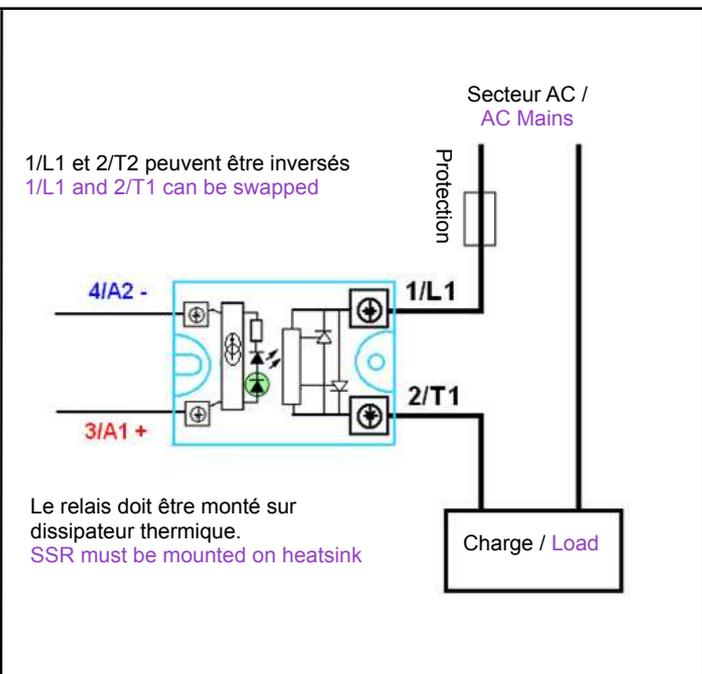 Secteur AC /
AC Mains
1/L1 et 2/T2 peuvent être inversés
1/L1 and 2/T1 can be swapped
Protection
4/A2 -
1/L1
2/T1
3/A1 +
Le relais doit être monté sur
dissipateur thermique.
SSR must be mounted on heatsink
Charge / Load